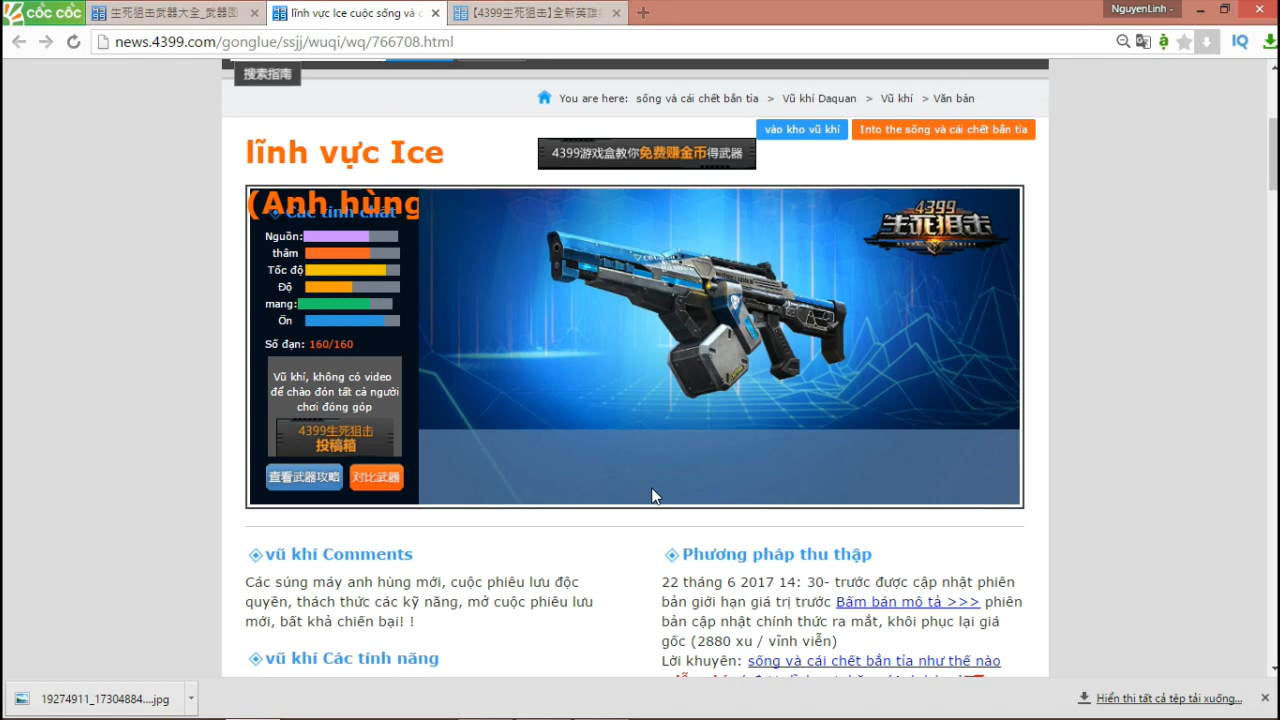 CỐC CỐC
生死狙击武器大全_武器图
lĩnh vực Ice cuộc sống và c
【4399生死狙击】全新英雄
NguyenLinh -
news.4399.com/gonglue/ssjj/wuqi/wq/766708.html
IQ
搜索指南
You are here: sống và cái chết bắn tỉa > Vũ khí Daquan > Vũ khí > Văn bản
vào kho vũ khí
Into the sống và cái chết bắn tỉa
lĩnh vực Ice
4399游戏盒教你免费赚金币得武器
(Anh hùng
Các tính chất
4399
生死狙击
Nguồn:
thấm
Tốc độ
Độ
mang:
Ổn
Số đạn: 160/160
Vũ khí, không có video
để chào đón tất cả người
chơi đóng góp
4399生死狙击
投稿箱
查看武器攻略
对比武器
vũ khí Comments
Các súng máy anh hùng mới, cuộc phiêu lưu độc
quyền, thách thức các kỹ năng, mở cuộc phiêu lưu
mới, bất khả chiến bại! !
vũ khí Các tính năng
Phương pháp thu thập
22 tháng 6 2017 14: 30- trước được cập nhật phiên
bản giới hạn giá trị trước Bấm bán mô tả >>> phiên
bản cập nhật chính thức ra mắt, khôi phục lại giá
gốc (2880 xu / vĩnh viễn)
Lời khuyên: sống và cái chết bắn tỉa như thế nào
19274911_17304884....jpg
Hiển thị tất cả tệp tải xuống...